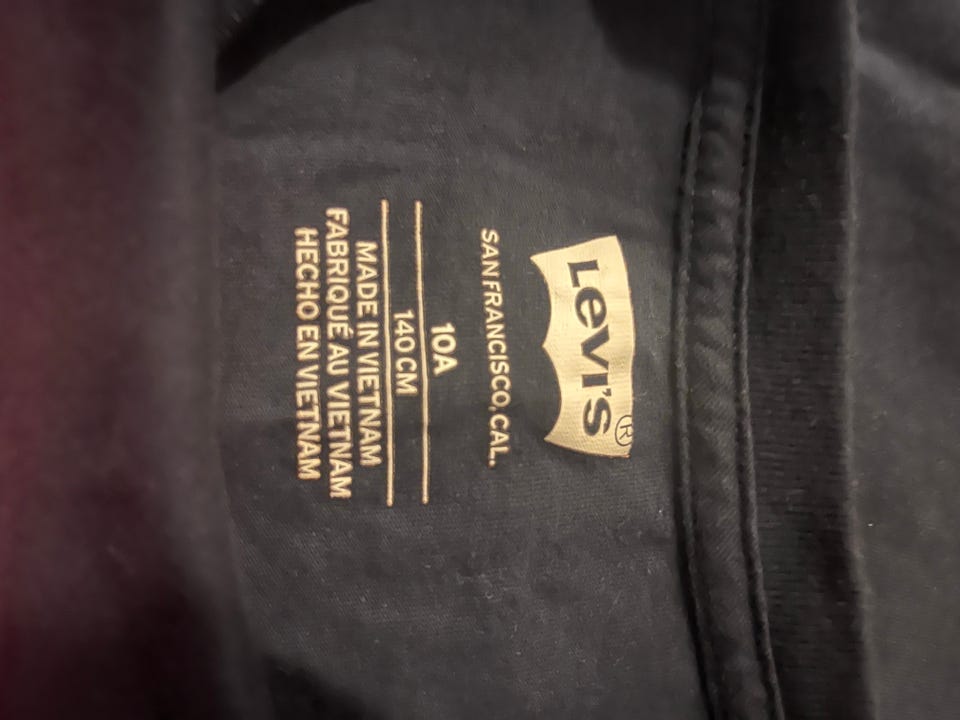 Levi's®
SAN FRANCISCO, CAL.
10A
140 CM
MADE IN VIETNAM
FABRIQUÉ AU VIETNAM
HECHO EN VIETNAM